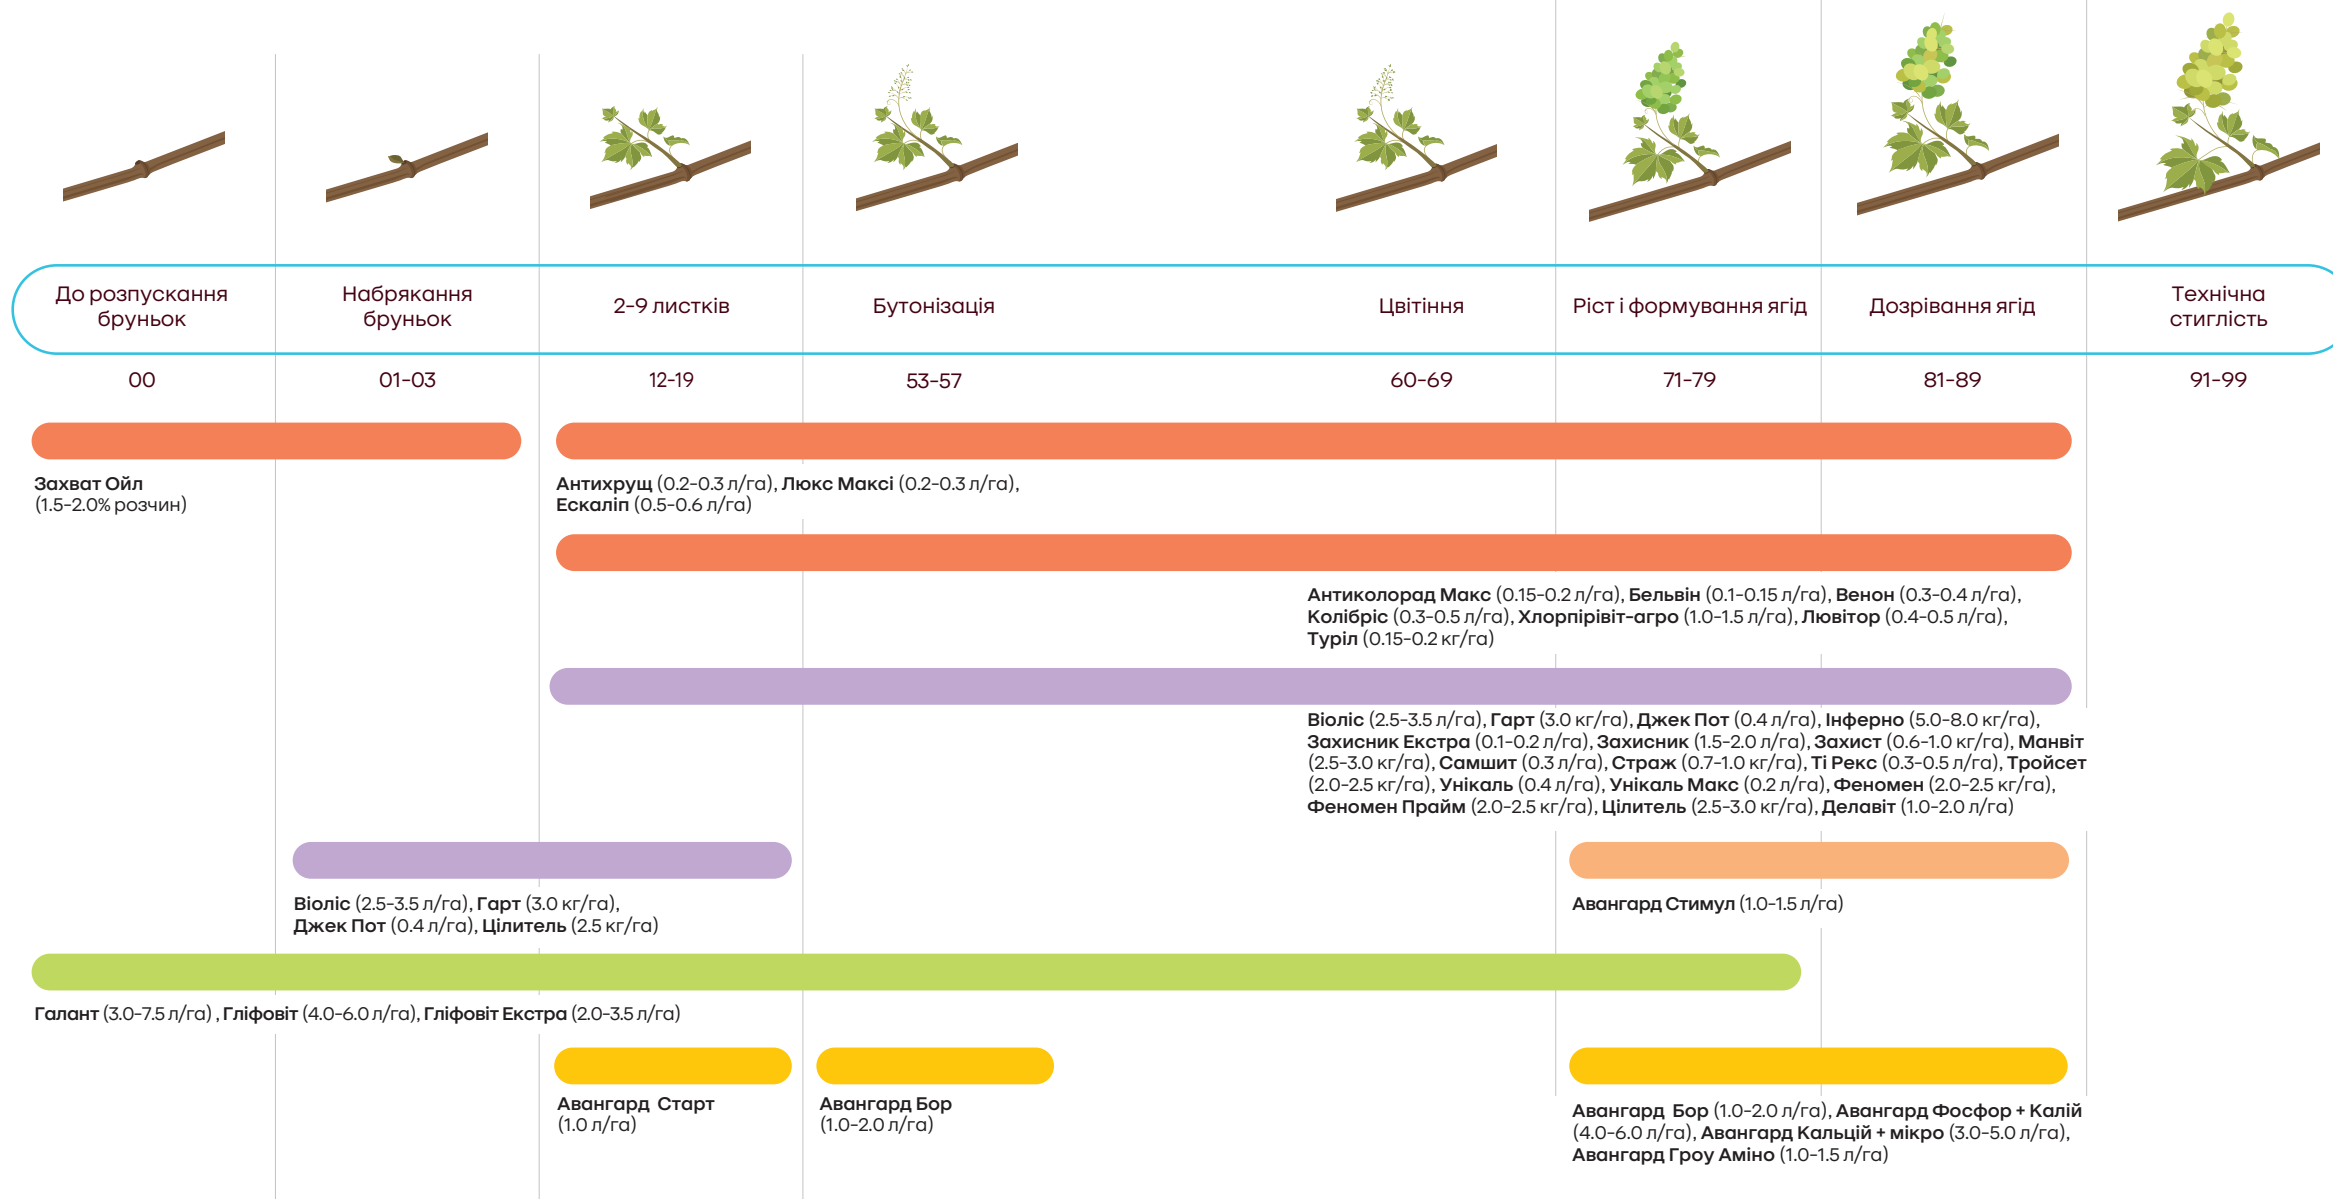 До розпускання
бруньок
Набрякання
бруньок
2-9 листків
Бутонізація
Цвітіння
Ріст і формування ягід
Дозрівання ягід
Технічна
стиглість
00
01-03
12-19
53-57
60-69
71-79
81-89
91-99
Захват Ойл
(1.5-2.0% розчин)
Антихрущ (0.2-0.3 л/га), Люкс Максі (0.2-0.3 л/га),
Ескаліп (0.5-0.6 л/га)
Антиколорад Макс (0.15-0.2 л/га), Бельвін (0.1-0.15 л/га), Венон (0.3-0.4 л/га),
Колібріс (0.3-0.5 л/га), Хлорпірівіт-агро (1.0-1.5 л/га), Лювітор (0.4-0.5 л/га),
Туріл (0.15-0.2 кг/га)
Віоліс (2.5-3.5 л/га), Гарт (3.0 кг/га), Джек Пот (0.4 л/га), Інферно (5.0-8.0 кг/га),
Захисник Екстра (0.1-0.2 л/га), Захисник (1.5-2.0 л/га), Захист (0.6-1.0 кг/га), Манвіт
(2.5-3.0 кг/га), Самшит (0.3 л/га), Страж (0.7-1.0 кг/га), Ті Рекс (0.3-0.5 л/га), Тройсет
(2.0-2.5 кг/га), Унікаль (0.4 л/га), Унікаль Макс (0.2 л/га), Феномен (2.0-2.5 кг/га),
Феномен Прайм (2.0-2.5 кг/га), Цілитель (2.5-3.0 кг/га), Делавіт (1.0-2.0 л/га)
Віоліс (2.5-3.5 л/га), Гарт (3.0 кг/га),
Джек Пот (0.4 л/га), Цілитель (2.5 кг/га)
Авангард Стимул (1.0-1.5 л/га)
Галант (3.0-7.5 л/га) , Гліфовіт (4.0-6.0 л/га), Гліфовіт Екстра (2.0-3.5 л/га)
Авангард Старт
(1.0 л/га)
Авангард Бор
(1.0-2.0 л/га)
Авангард Бор (1.0-2.0 л/га), Авангард Фосфор + Калій
(4.0-6.0 л/га), Авангард Кальцій + мікро (3.0-5.0 л/га),
Авангард Гроу Аміно (1.0-1.5 л/га)